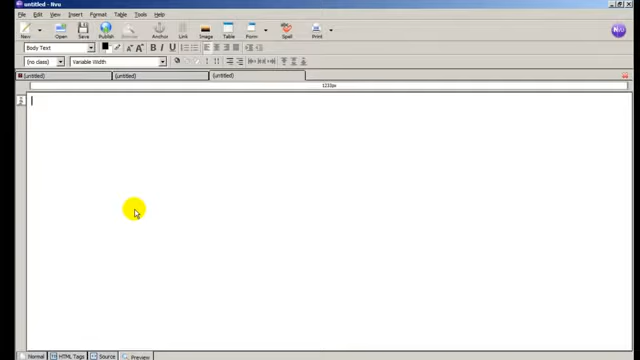 untitled - Nvu
File Edit View Insert Format Table Tools Help
New Open Save Publish Browse Anchor Link Image Table Form Spell Print
Nvu
Body Text A A B I U
(no class) Variable Width
(untitled) (untitled) (untitled)
1233px
Normal HTML Tags Source Preview